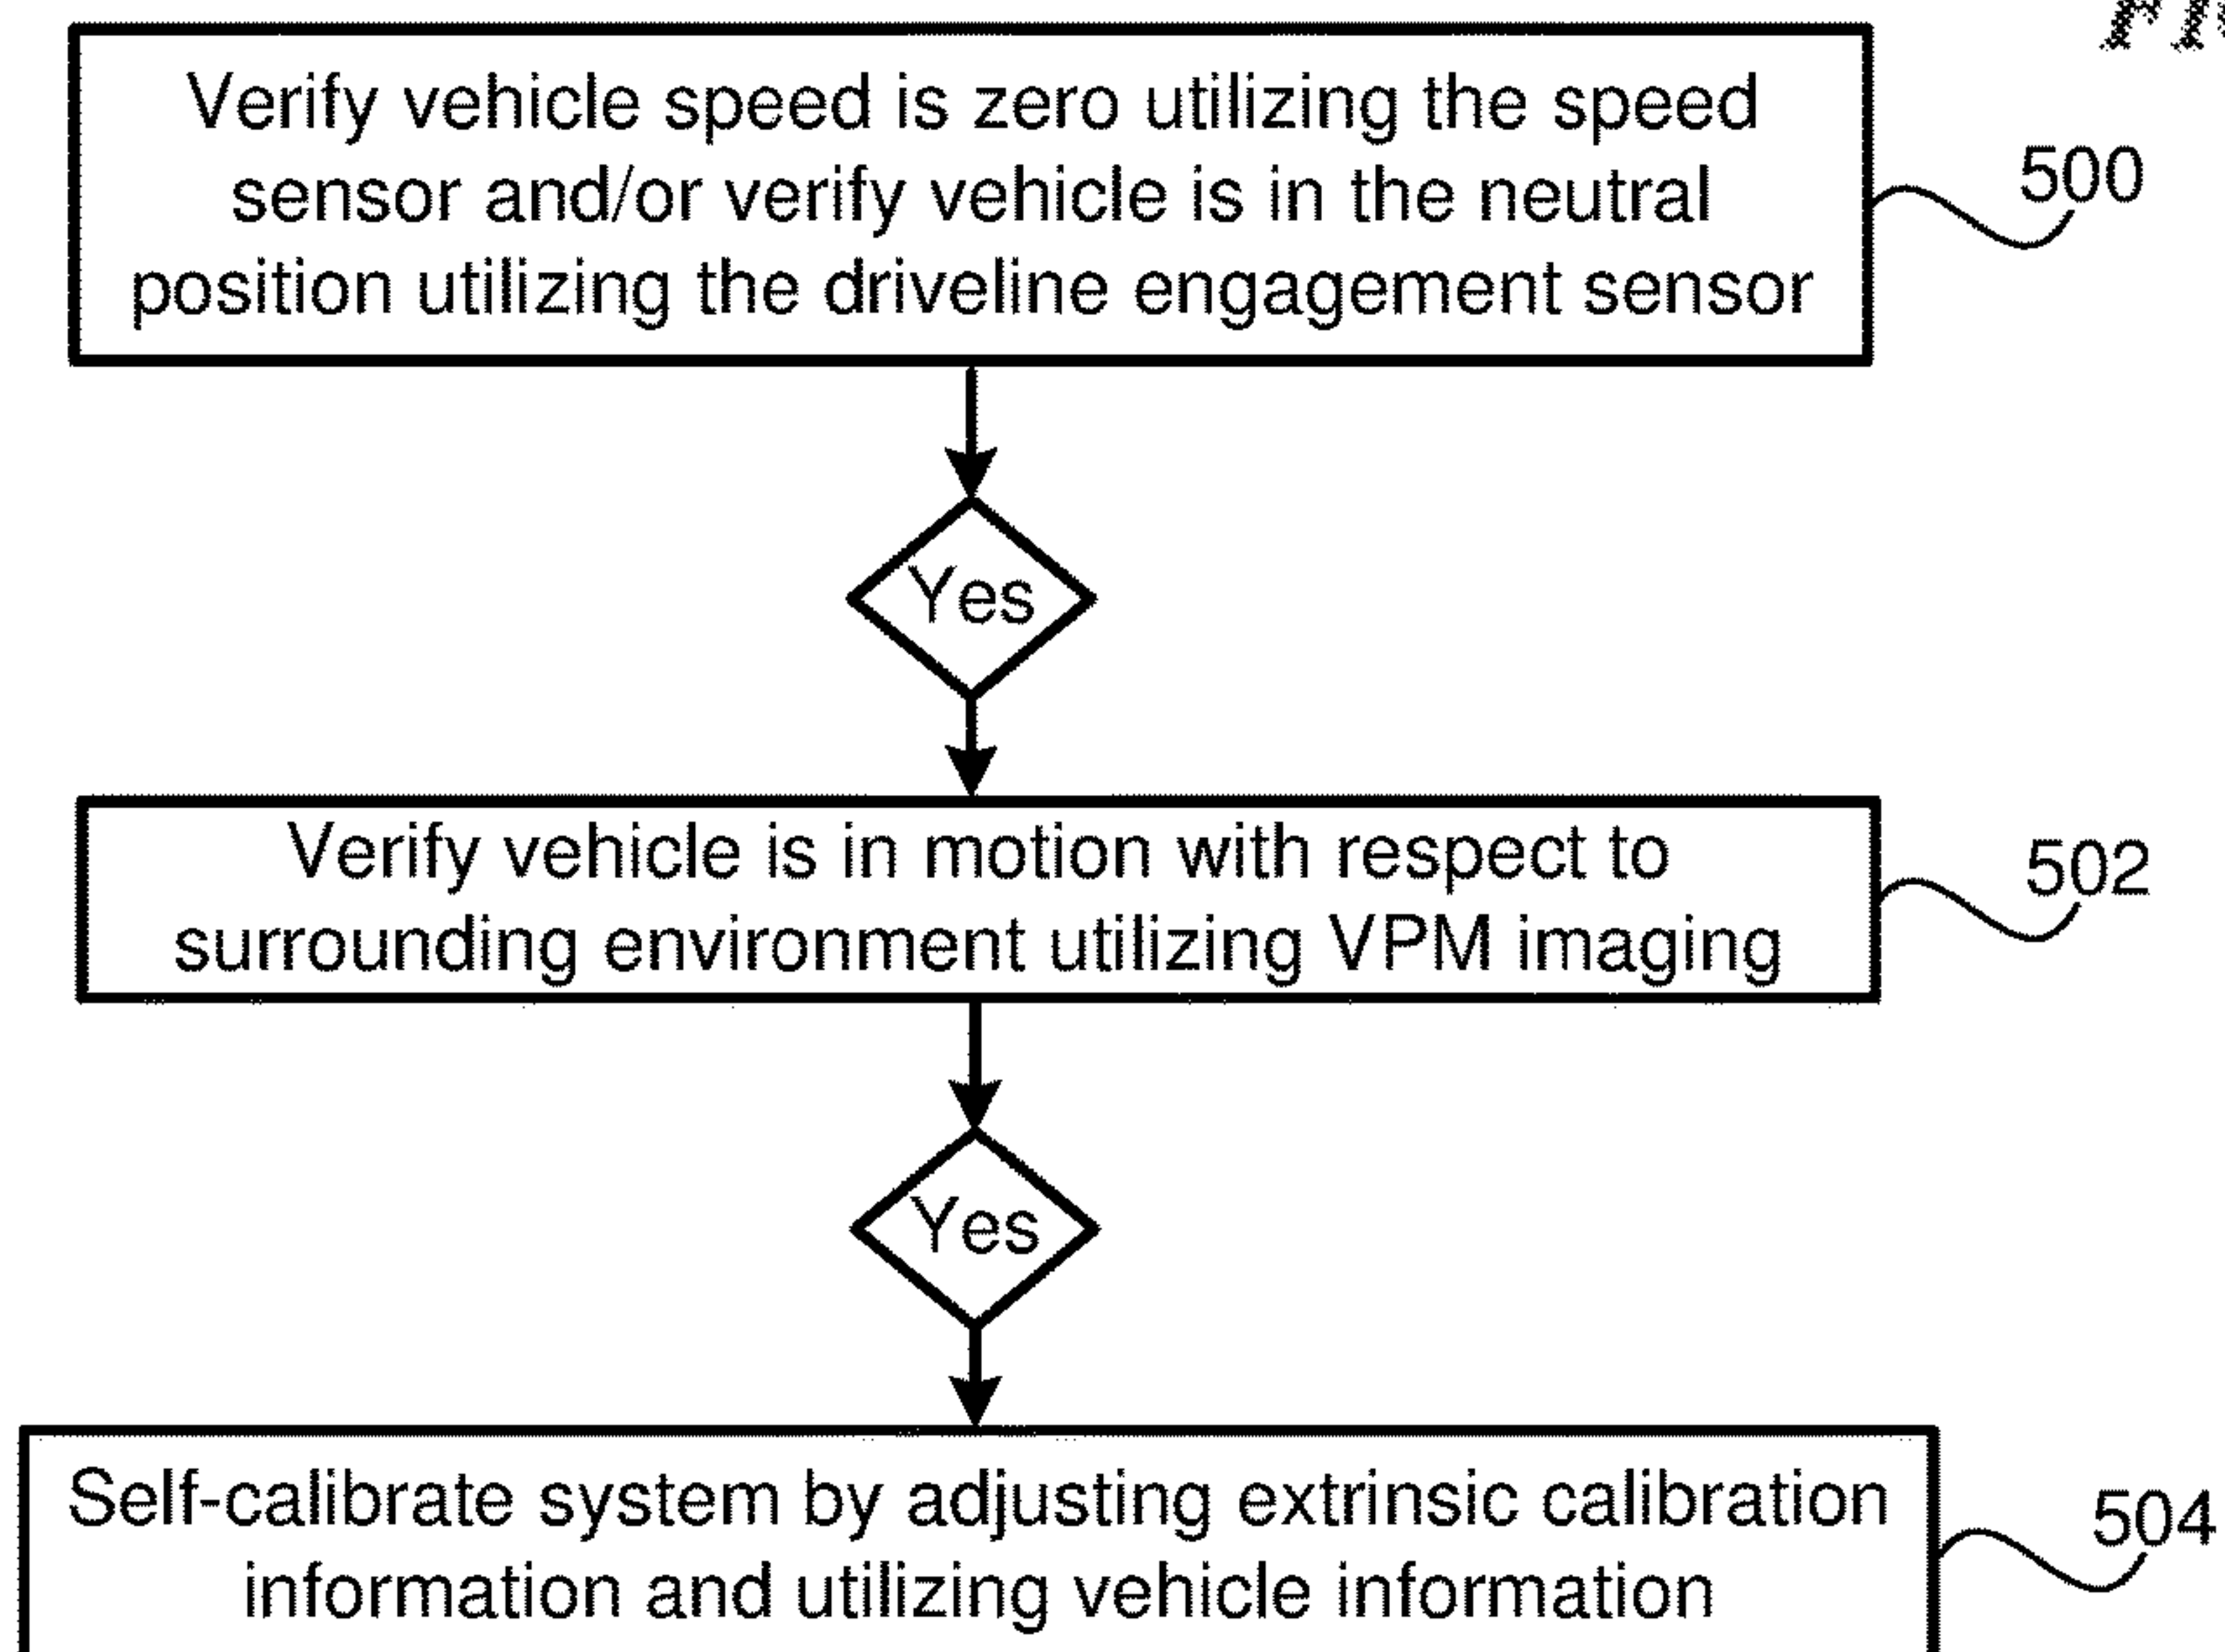 Verify vehicle speed is zero utilizing the speed
sensor and/or verify vehicle is in the neutral
position utilizing the driveline engagement sensor
500
Yes
Verify vehicle is in motion with respect to
surrounding environment utilizing VPM imaging
502
Yes
Self-calibrate system by adjusting extrinsic calibration
information and utilizing vehicle information
504